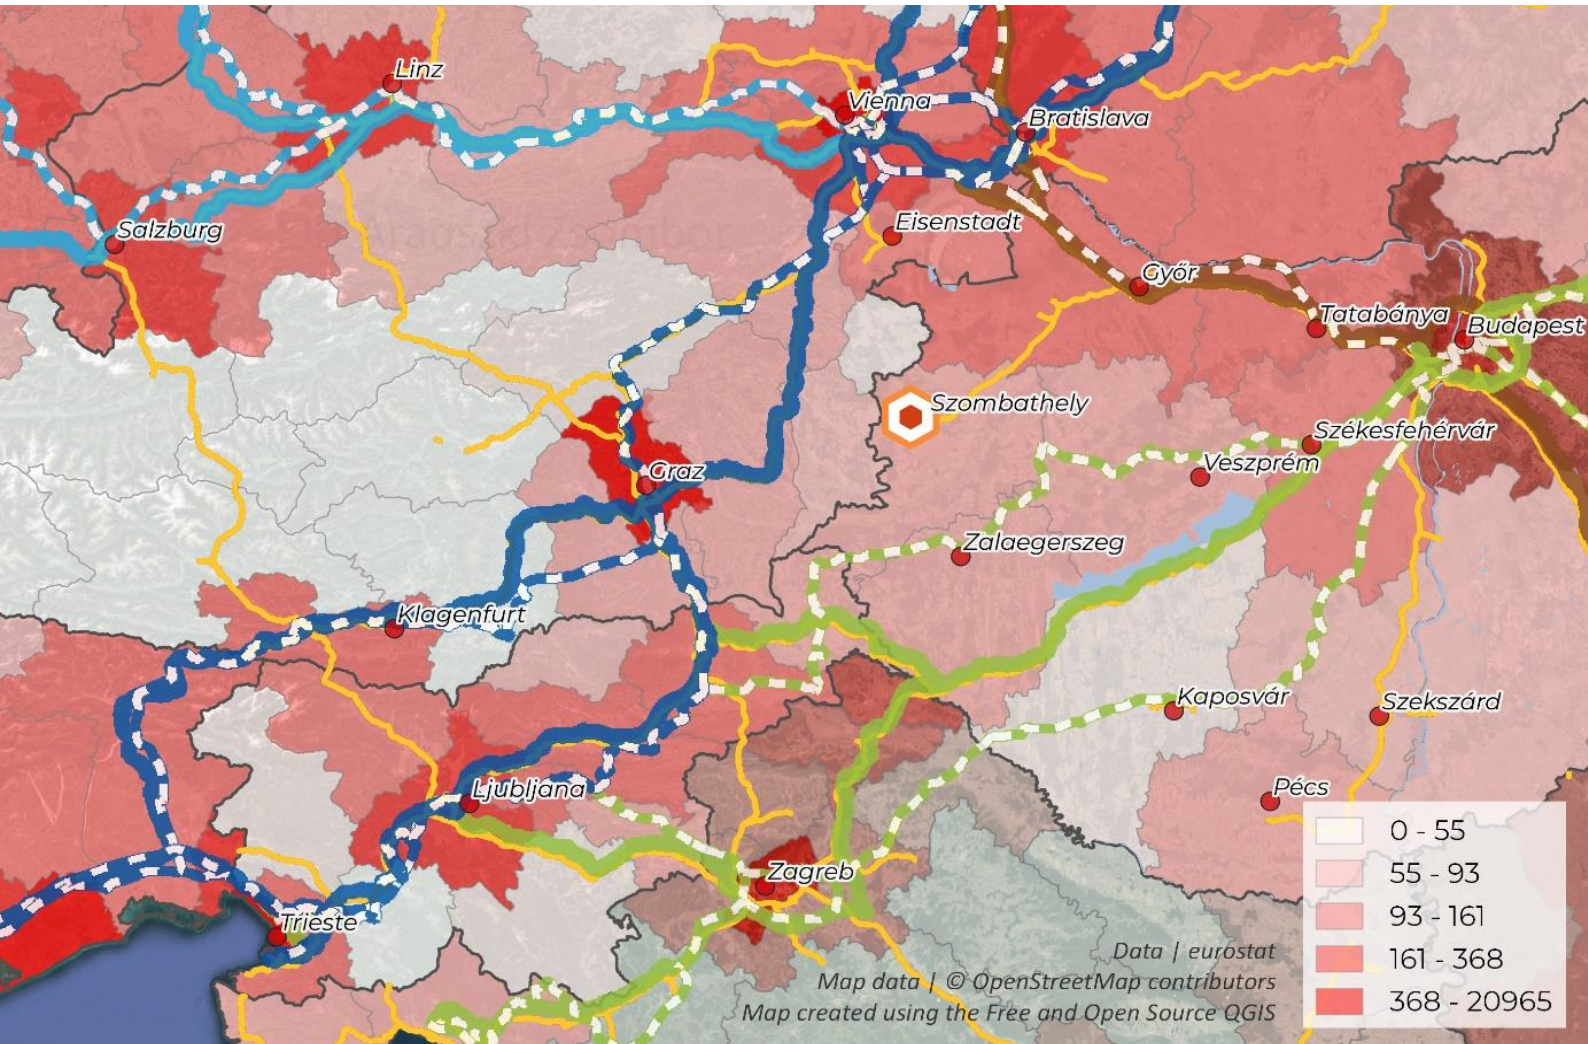 Linz
Vienna
Bratislava
Salzburg
Eisenstadt
Győr
Tatabánya
Budapest
Szombathely
Székesfehérvár
Veszprém
Graz
Zalaegerszeg
Klagenfurt
Kaposvár
Szekszárd
Ljubljana
Pécs
Zagreb
Trieste
0 - 55
55 - 93
93 - 161
161 - 368
368 - 20965
Data | eurostat
Map data | © OpenStreetMap contributors
Map created using the Free and Open Source QGIS